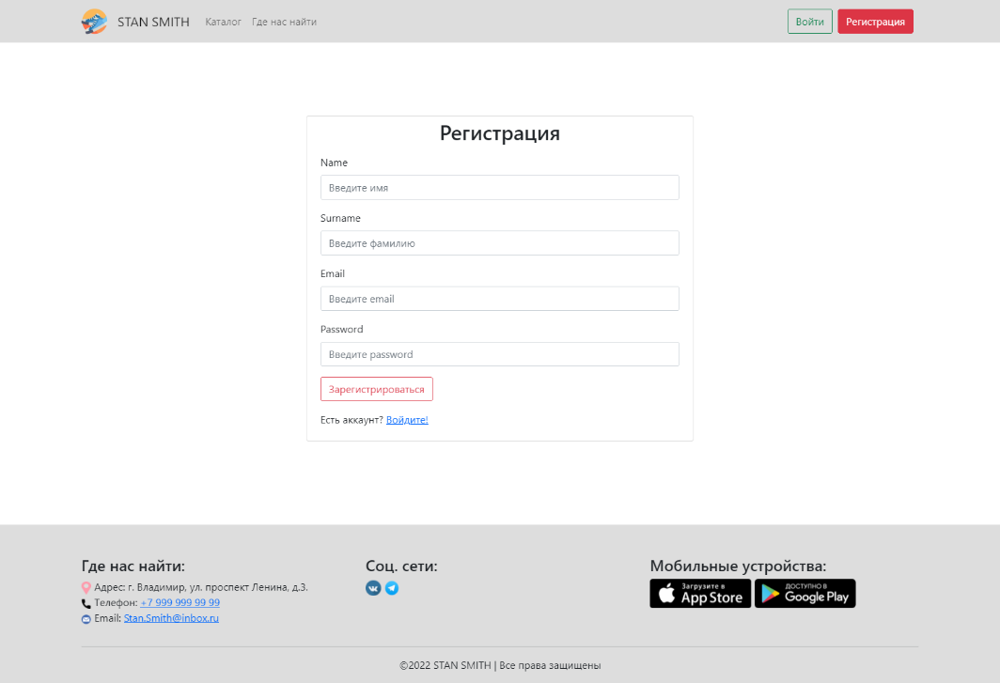 STAN SMITH Каталог Где нас найти Войти Регистрация
Регистрация
Name
Введите имя
Surname
Введите фамилию
Email
Введите email
Password
Введите password
Зарегистрироваться
Есть аккаунт? Войдите!
Где нас найти:
Адрес: г. Владимир, ул. проспект Ленина, д.3.
Телефон: +7 999 999 99 99
Email: Stan.Smith@inbox.ru
Соц. сети:
Мобильные устройства:
Загрузите в
App Store
ДОСТУПНО В
Google Play
©2022 STAN SMITH | Все права защищены